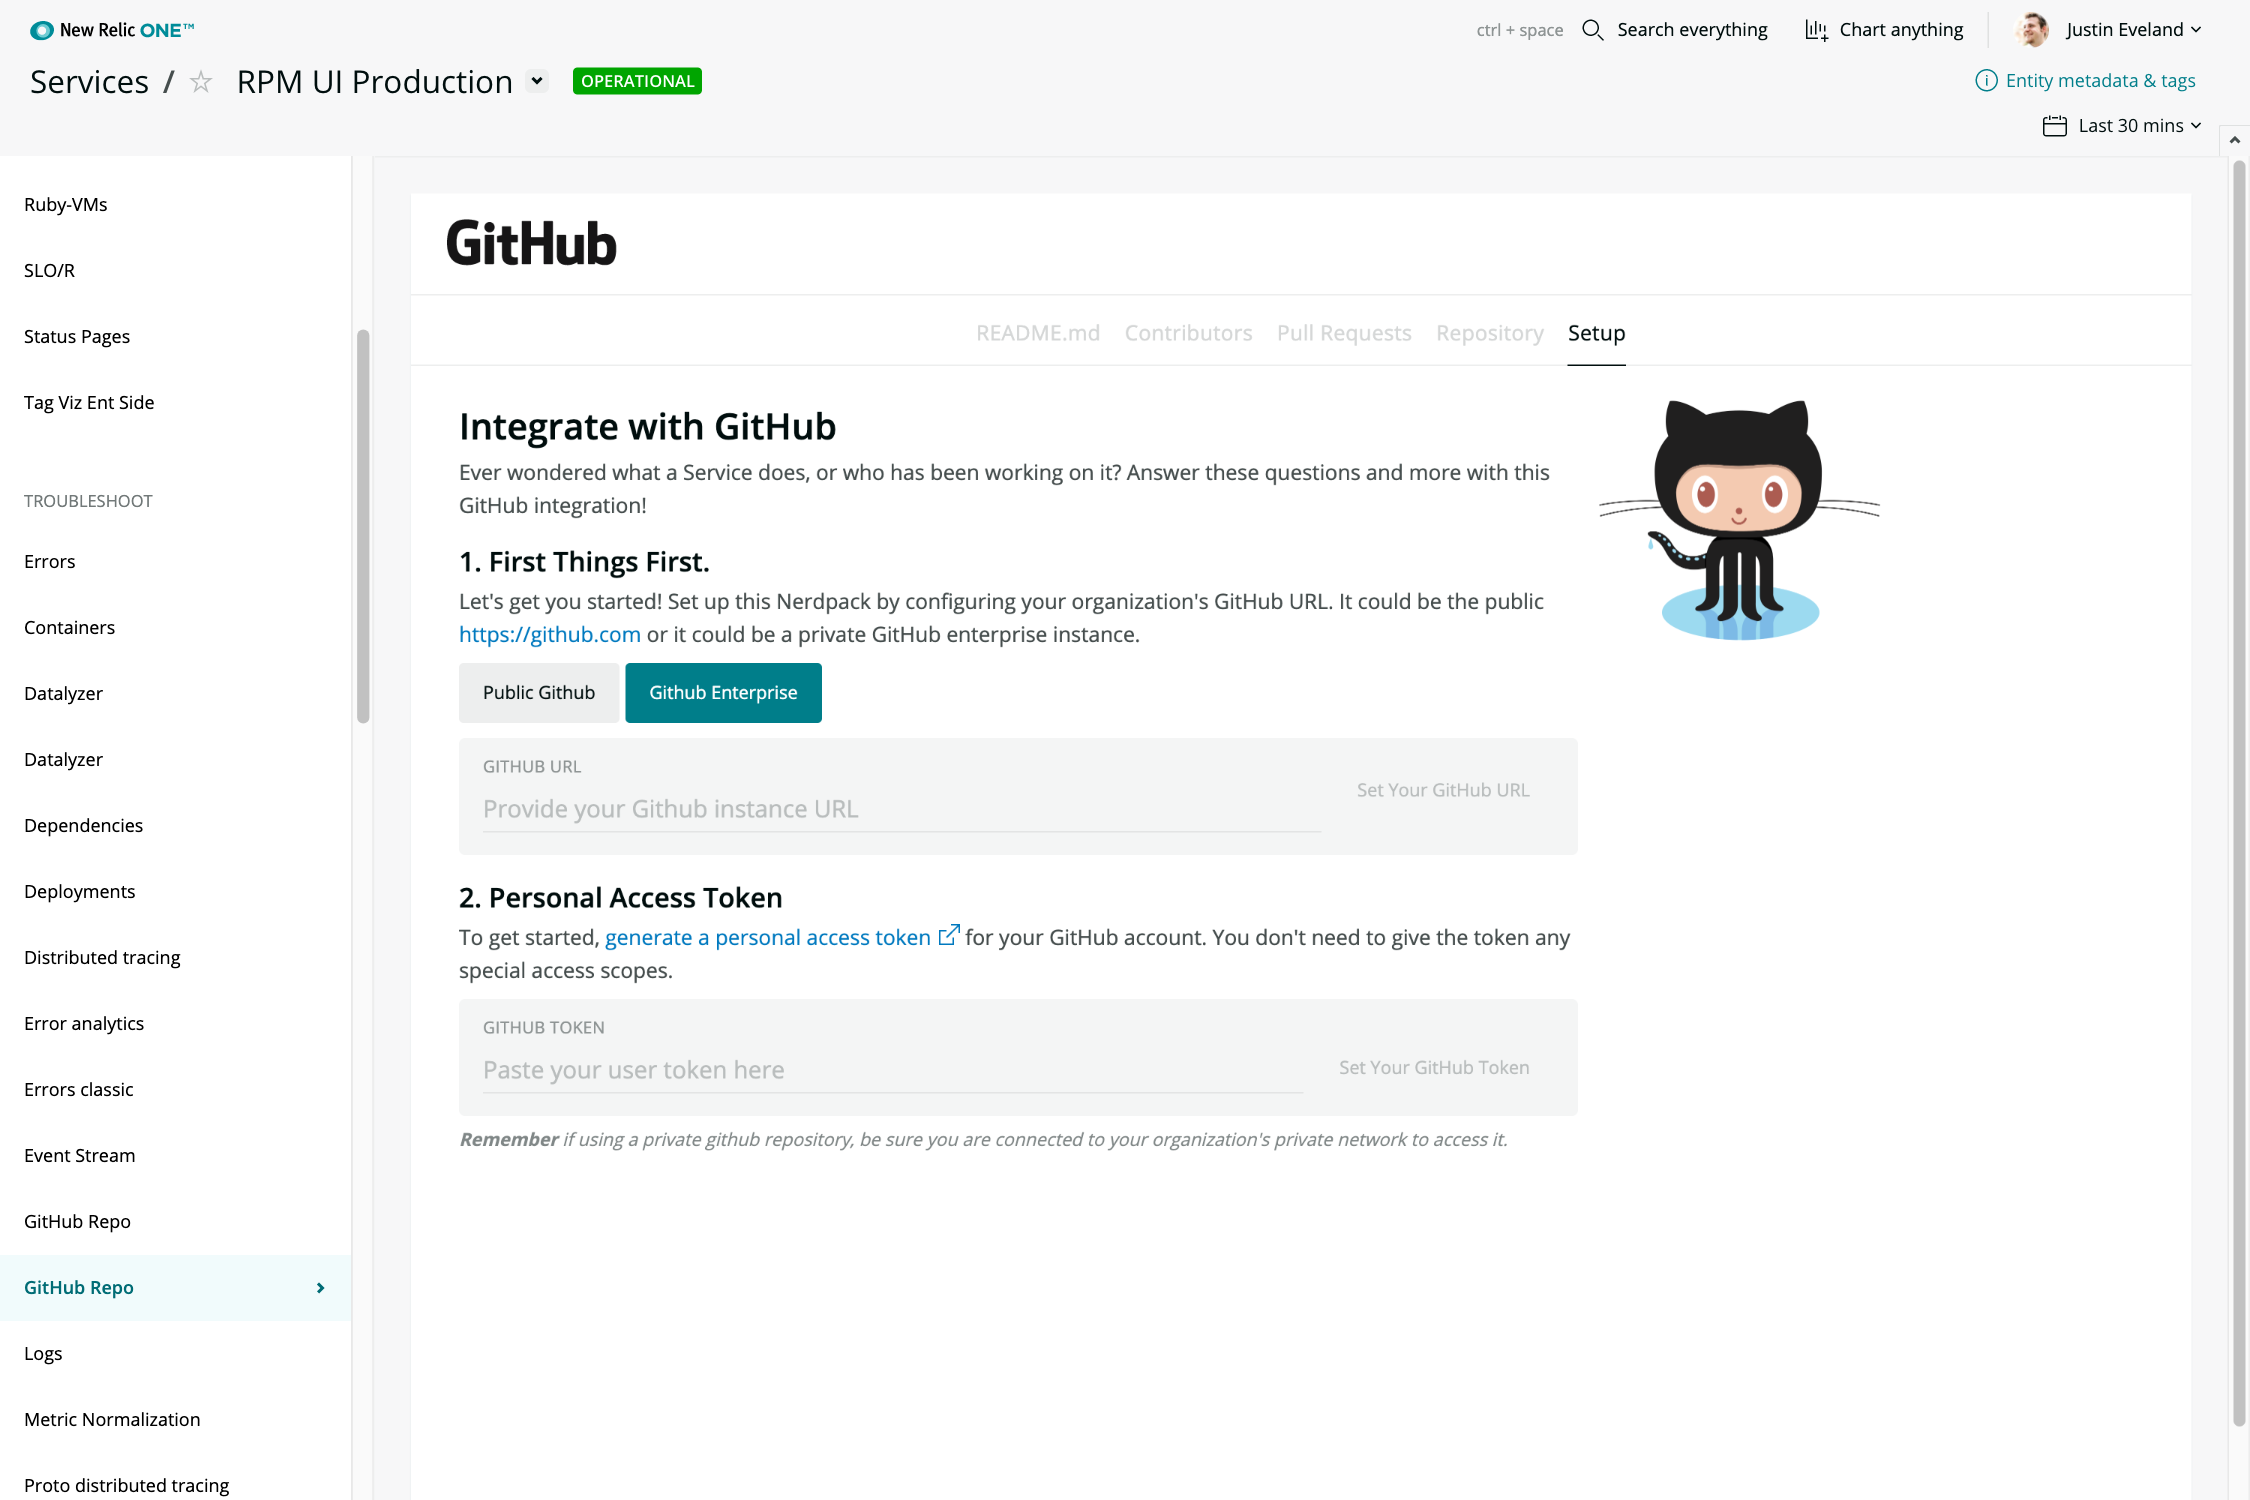 New Relic ONE™
ctrl + space
Search everything
Chart anything
Justin Eveland
Services / RPM UI Production
OPERATIONAL
Entity metadata & tags
Last 30 mins
Ruby-VMs
SLO/R
Status Pages
Tag Viz Ent Side
TROUBLESHOOT
Errors
Containers
Datalyzer
Datalyzer
Dependencies
Deployments
Distributed tracing
Error analytics
Errors classic
Event Stream
GitHub Repo
GitHub Repo
Logs
Metric Normalization
Proto distributed tracing
GitHub
README.md
Contributors
Pull Requests
Repository
Setup
Integrate with GitHub
Ever wondered what a Service does, or who has been working on it? Answer these questions and more with this
GitHub integration!
1. First Things First.
Let's get you started! Set up this Nerdpack by configuring your organization's GitHub URL. It could be the public
https://github.com or it could be a private GitHub enterprise instance.
Public Github
Github Enterprise
GITHUB URL
Provide your Github instance URL
Set Your GitHub URL
2. Personal Access Token
To get started, generate a personal access token for your GitHub account. You don't need to give the token any
special access scopes.
GITHUB TOKEN
Paste your user token here
Set Your GitHub Token
Remember if using a private github repository, be sure you are connected to your organization's private network to access it.